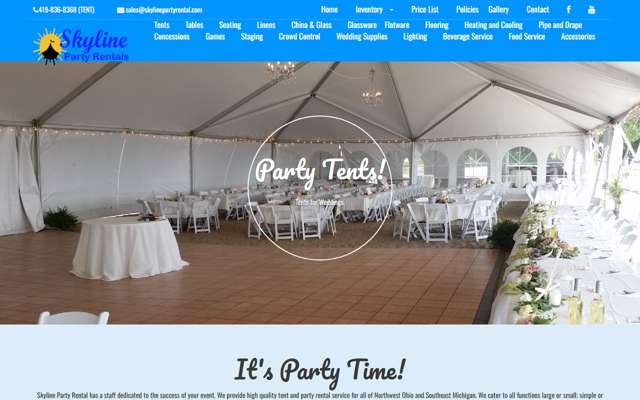 419-836-8368 (TENT)
sales@skylinepartyrental.com
Home Inventory Price List Policies Gallery Contact
Tents Tables Seating Linens China & Glass Glassware Flatware Flooring Heating and Cooling Pipe and Drape
Concessions Games Staging Crowd Control Wedding Supplies Lighting Beverage Service Food Service Accessories
Skyline
Party Rentals
Party Tents!
Tents for Weddings
It's Party Time!
Skyline Party Rental has a staff dedicated to the success of your event. We provide high quality tent and party rental service for all of Northwest Ohio and Southeast Michigan. We cater to all functions large or small; simple or